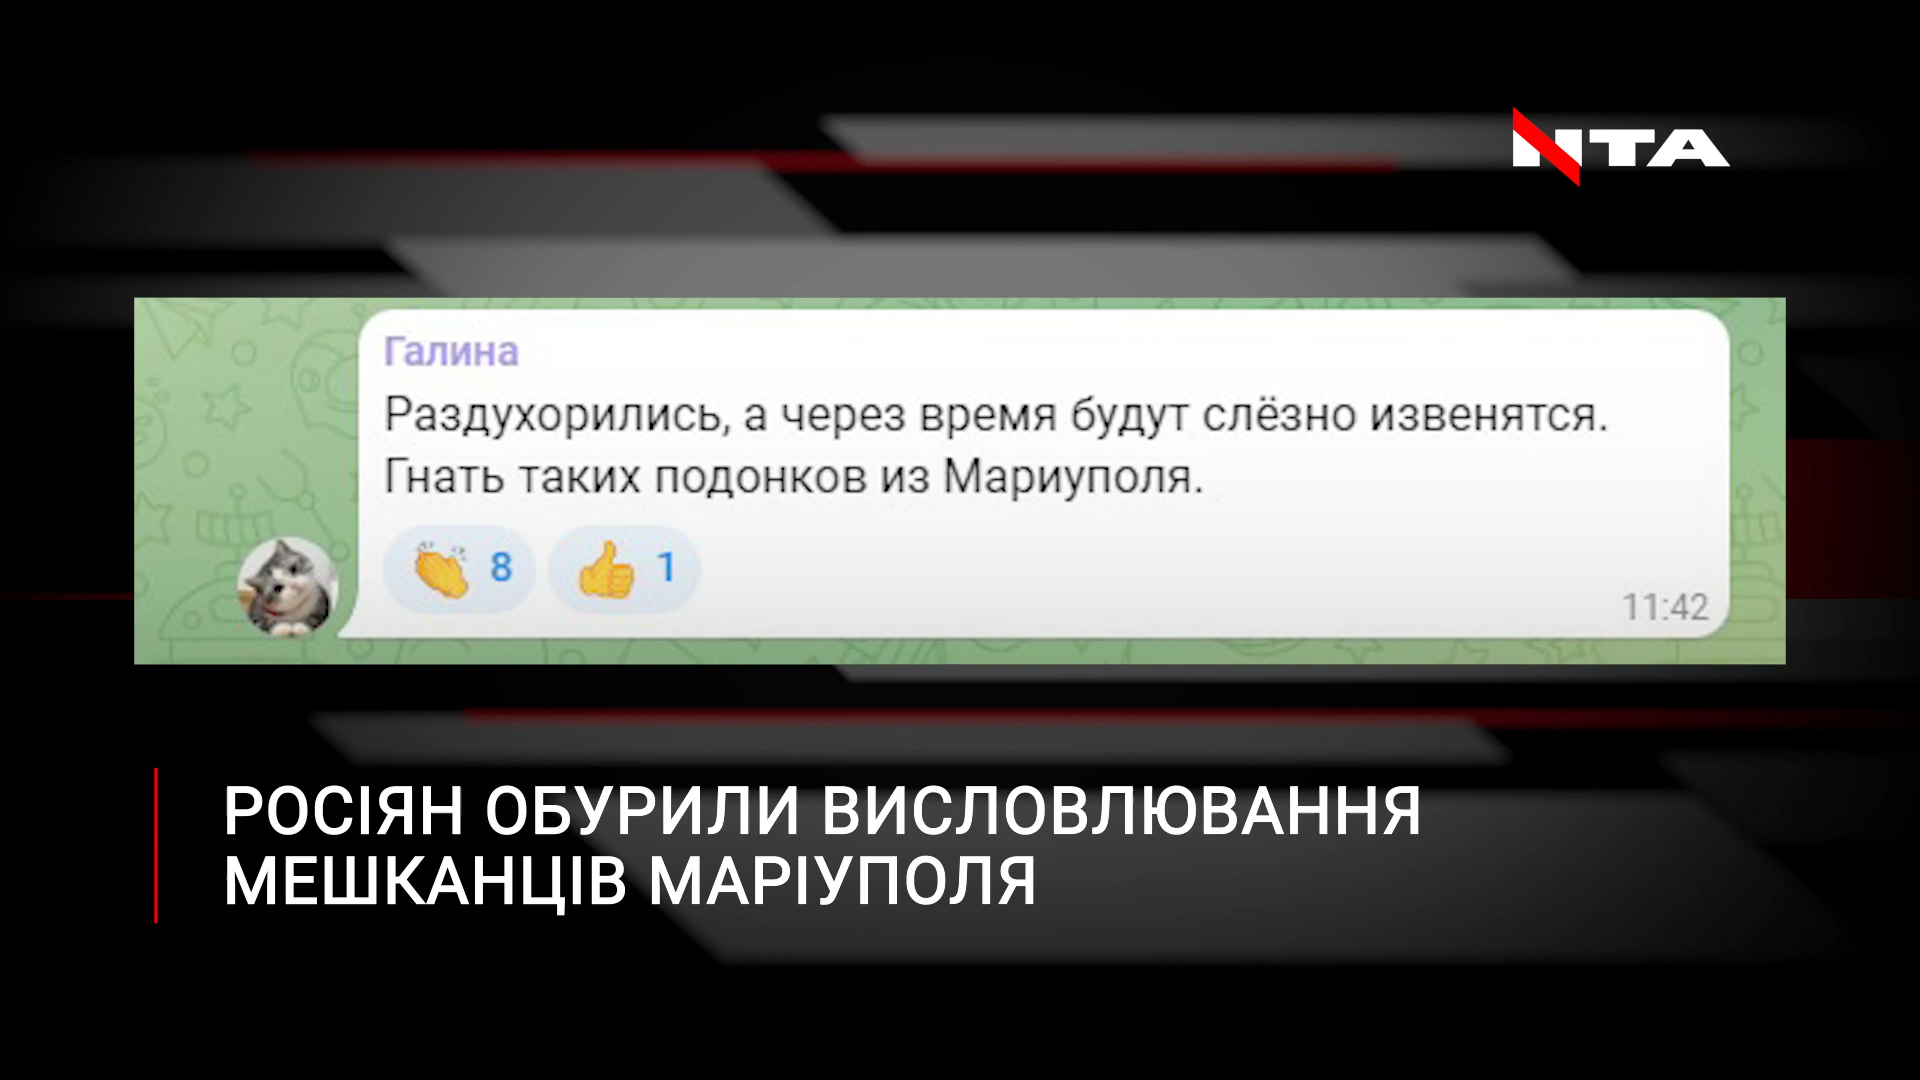 NTA
Галина
Раздухорились, а через время будут слёзно извенятся.
Гнать таких подонков из Мариуполя.
8 1
11:42
РОСІЯН ОБУРИЛИ ВИСЛОВЛЮВАННЯ
МЕШКАНЦІВ МАРІУПОЛЯ